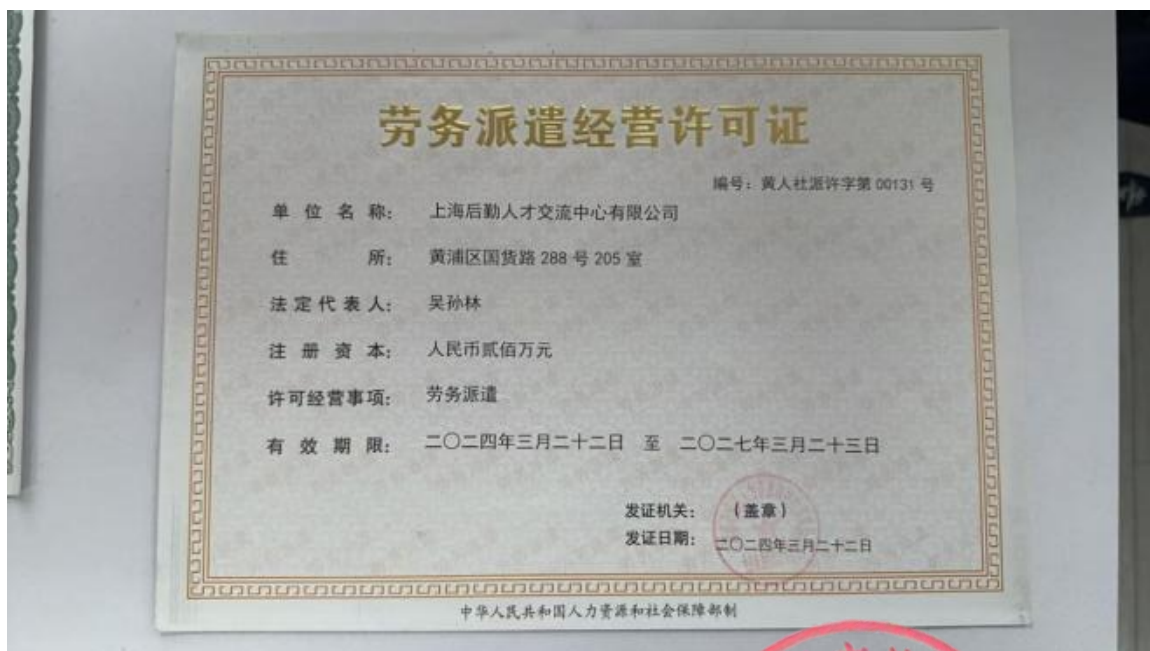 劳务派遣经营许可证
编号：黄人社派许字第 00131 号
单位名称： 上海后勤人才交流中心有限公司
住所： 黄浦区国货路 288 号 205 室
法定代表人： 吴孙林
注册资本： 人民币贰佰万元
许可经营事项： 劳务派遣
有效期限： 二〇二四年三月二十二日 至 二〇二七年三月二十三日
发证机关： （盖章）
发证日期： 二〇二四年三月二十二日
中华人民共和国人力资源和社会保障部制